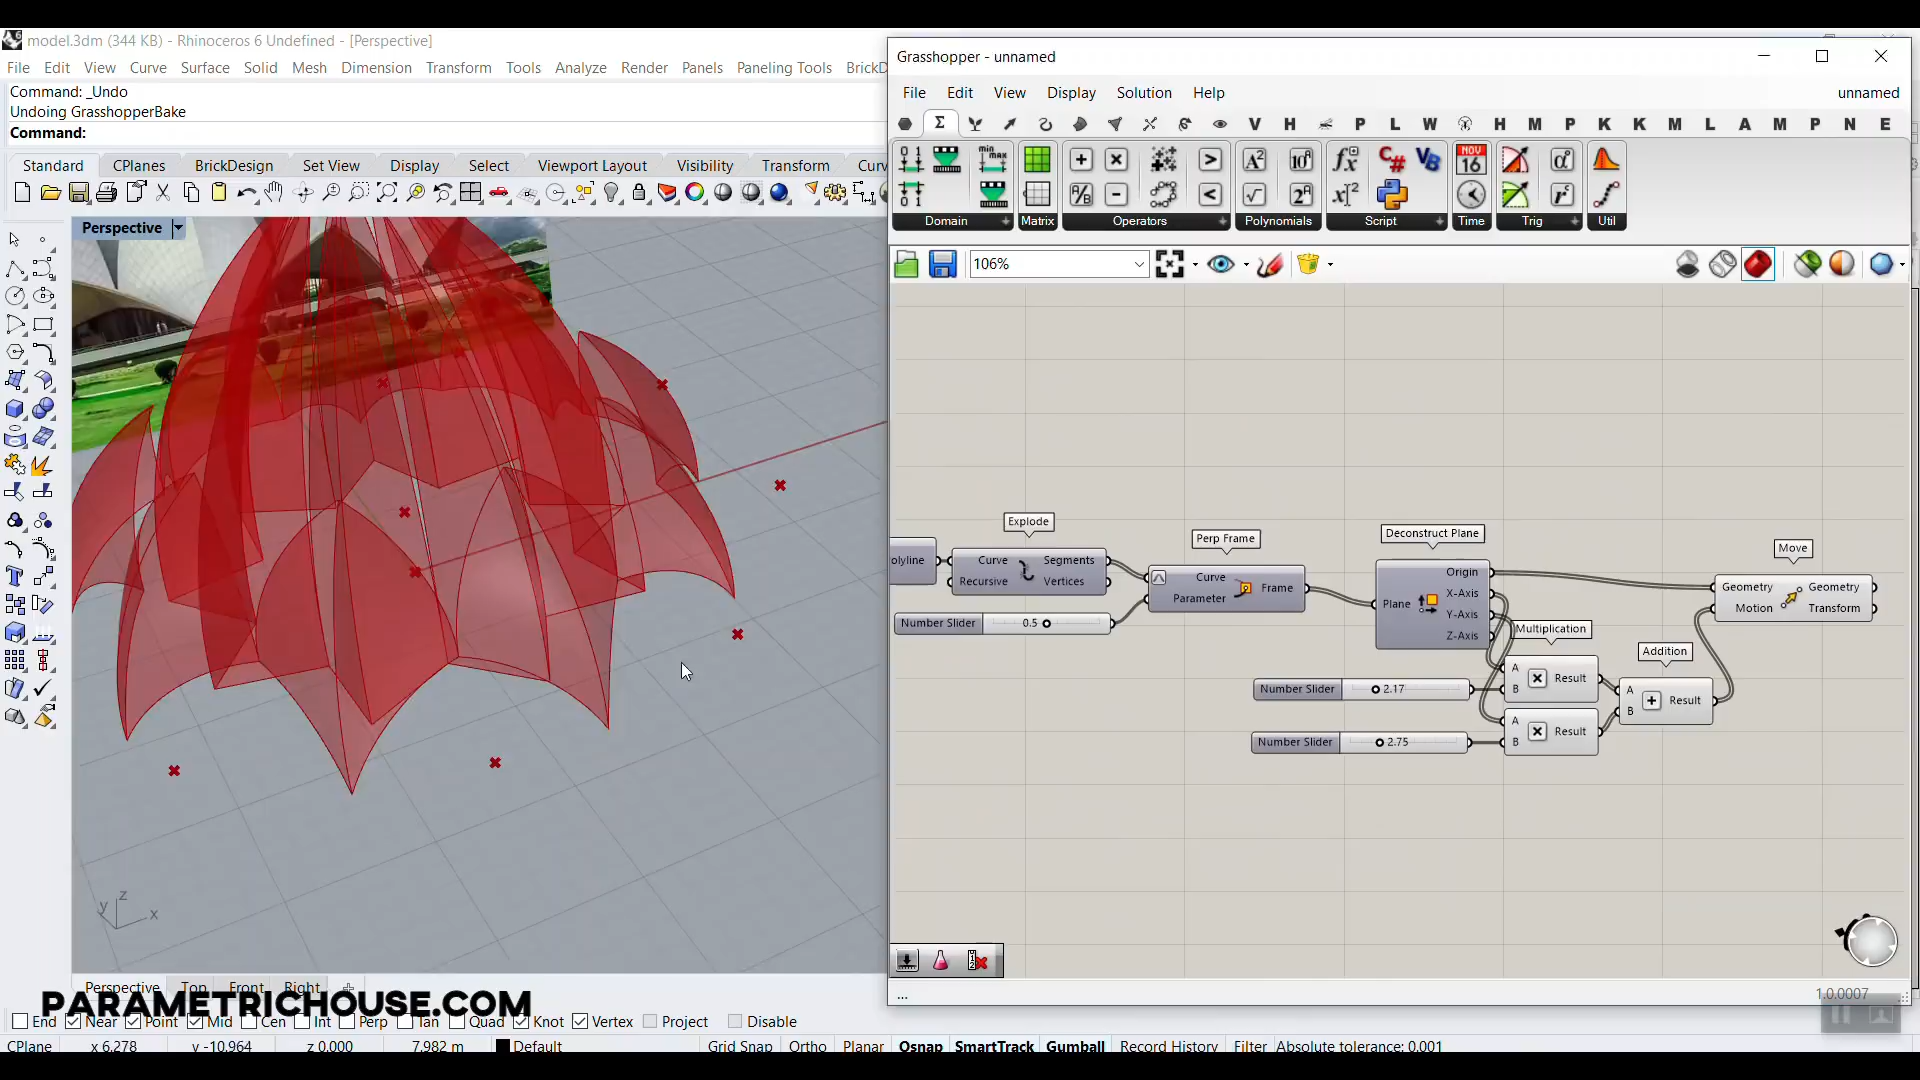 model.3dm (344 KB) - Rhinoceros 6 Undefined - [Perspective]
File Edit View Curve Surface Solid Mesh Dimension Transform Tools Analyze Render Panels Paneling Tools BrickD
Command: _Undo
Undoing GrasshopperBake
Command:
Standard CPlanes BrickDesign Set View Display Select Viewport Layout Visibility Transform Curv
Perspective
Grasshopper - unnamed
File Edit View Display Solution Help unnamed
Σ V H P L W H M P K K M L A M P N E
Domain Matrix Operators Polynomials Script Time Trig Util
106%
Explode
olyline
Curve Segments
Recursive Vertices
Number Slider 0.5
Perp Frame
Curve Frame
Parameter
Deconstruct Plane
Plane
Origin
X-Axis
Y-Axis
Z-Axis
Multiplication
A B Result
Number Slider 2.17
A B Result
Number Slider 2.75
Addition
A B Result
Move
Geometry Geometry
Motion Transform
z
y
x
...
1.0.0007
Perspective Top Front Right
PARAMETRICHOUSE.COM
End Near Point Mid Cen Int Perp Tan Quad Knot Vertex Project Disable
CPlane x 6.278 y -10.964 z 0.000 7.982 m Default Grid Snap Ortho Planar Osnap SmartTrack Gumball Record History Filter Absolute tolerance: 0.001